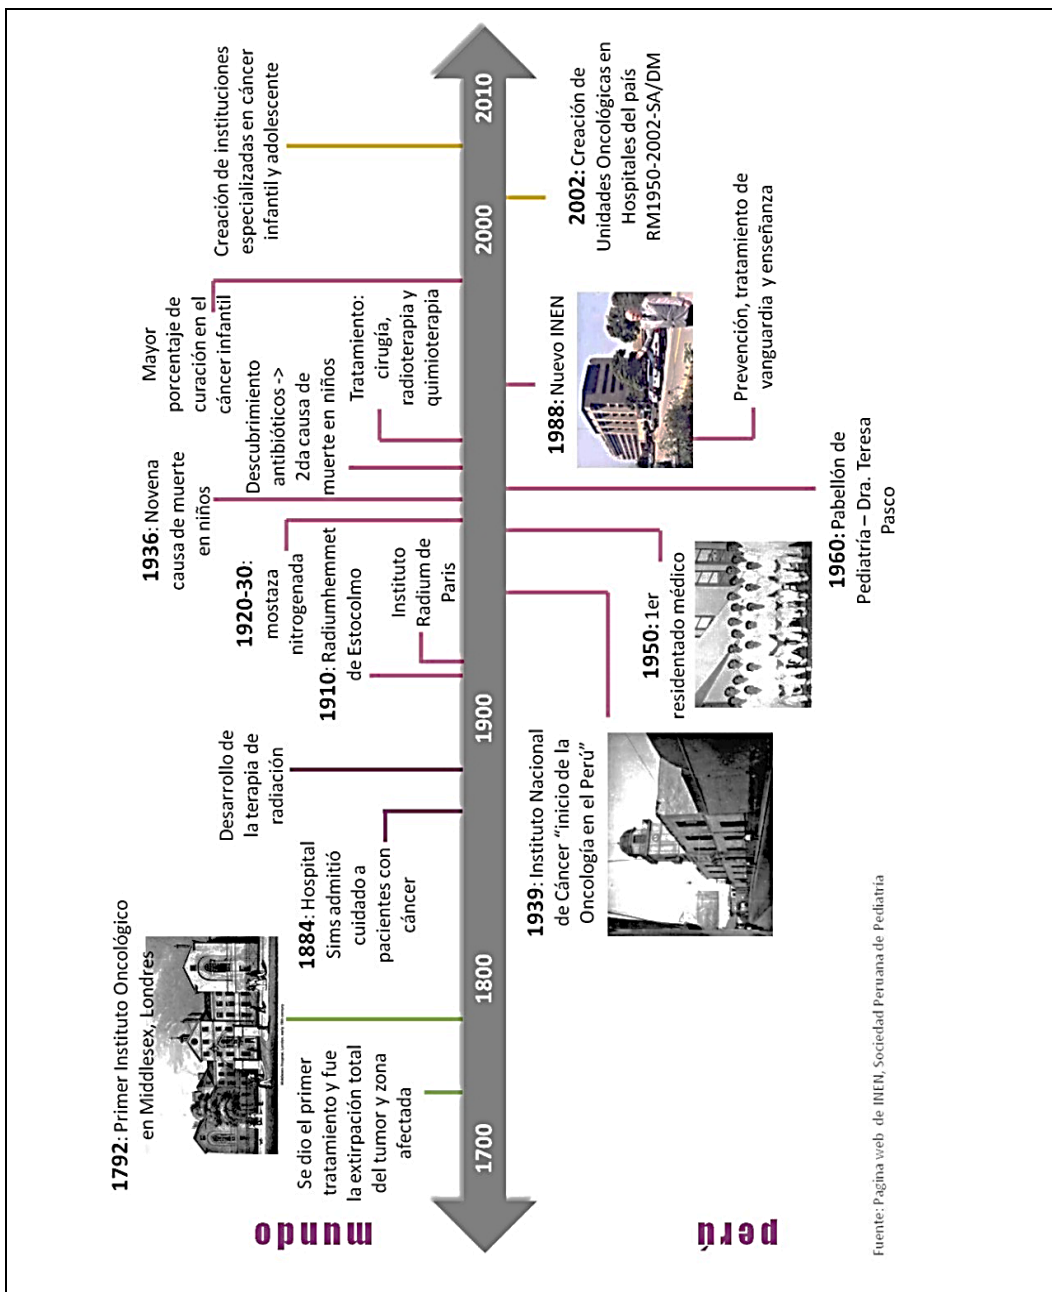 mundo
1792: Primer Instituto Oncológico
en Middlesex, Londres
Se dio el primer
tratamiento y fue
la extirpación total
del tumor y zona
afectada
1884: Hospital
Sims admitió
cuidado a
pacientes con
cáncer
Desarrollo de
la terapia de
radiación
1910: Radiumhemmet
de Estocolmo
Instituto
Radium de
Paris
1920-30:
mostaza
nitrogenada
1936: Novena
causa de muerte
en niños
Descubrimiento
antibióticos ->
2da causa de
muerte en niños
Tratamiento:
cirugía,
radioterapia y
quimioterapia
Mayor
porcentaje de
curación en el
cáncer infantil
Creación de instituciones
especializadas en cáncer
infantil y adolescente
1700
1800
1900
2000
2010
perú
1939: Instituto Nacional
de Cáncer “inicio de la
Oncología en el Perú”
1950: 1er
residentado médico
1960: Pabellón de
Pediatría – Dra. Teresa
Pasco
1988: Nuevo INEN
Prevención, tratamiento de
vanguardia y enseñanza
2002: Creación de
Unidades Oncológicas en
Hospitales del país
RM1950-2002-SA/DM
Fuente: Pagina web de INEN, Sociedad Peruana de Pediatria